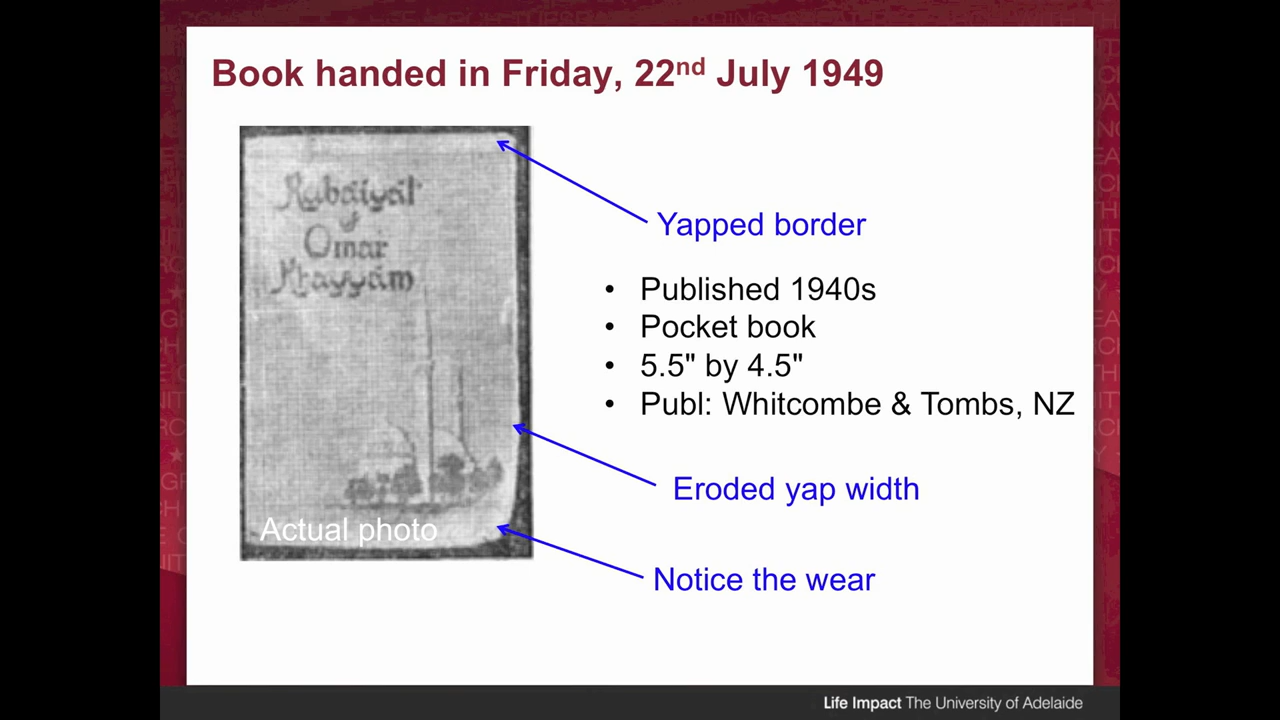 Book handed in Friday, 22nd July 1949
Rubaiyat
of
Omar
Khayyam
Actual photo
Yapped border
• Published 1940s
• Pocket book
• 5.5" by 4.5"
• Publ: Whitcombe & Tombs, NZ
Eroded yap width
Notice the wear
Life Impact The University of Adelaide